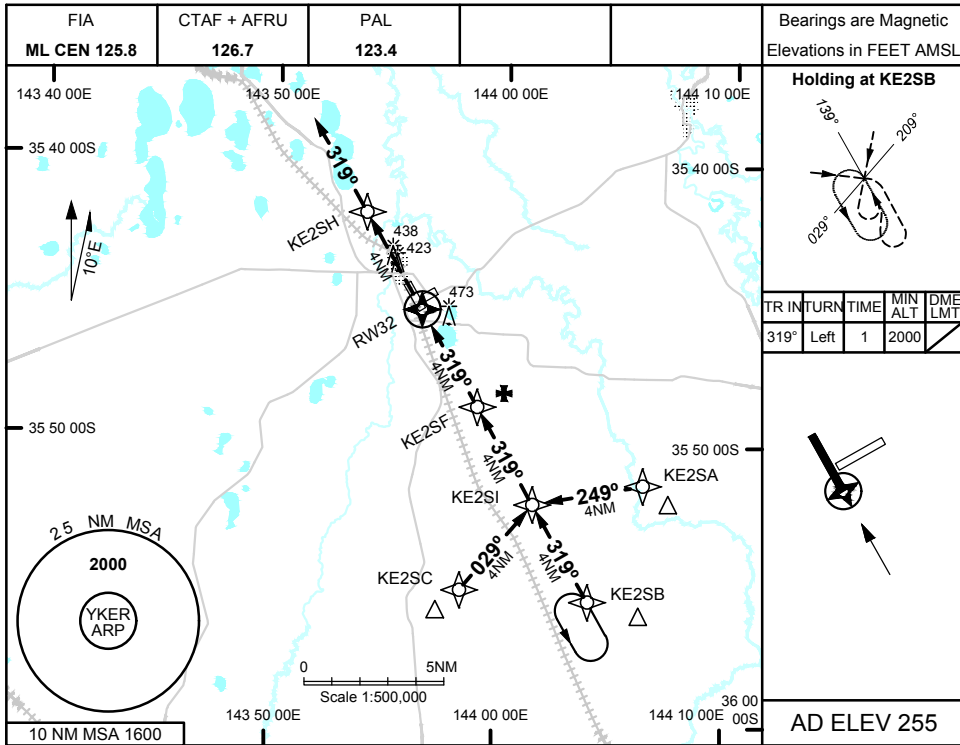 FIA
CTAF + AFRU
PAL
ML CEN 125.8
126.7
123.4
Bearings are Magnetic
Elevations in FEET AMSL
143 40 00E
143 50 00E
144 00 00E
144 10 00E
Holding at KE2SB
139°
209°
029°
35 40 00S
35 40 00S
319°
KE2SH
438
423
4NM
10°E
473
RW32
TR IN
TURN
TIME
MIN ALT
DME LMT
319°
Left
1
2000
319°
4NM
KE2SF
35 50 00S
35 50 00S
319°
4NM
KE2SI
249°
4NM
KE2SA
25 NM MSA
2000
YKER
ARP
029°
4NM
KE2SC
319°
4NM
KE2SB
0
5NM
Scale 1:500,000
143 50 00E
144 00 00E
144 10 00E
36 00
00S
10 NM MSA 1600
AD ELEV 255